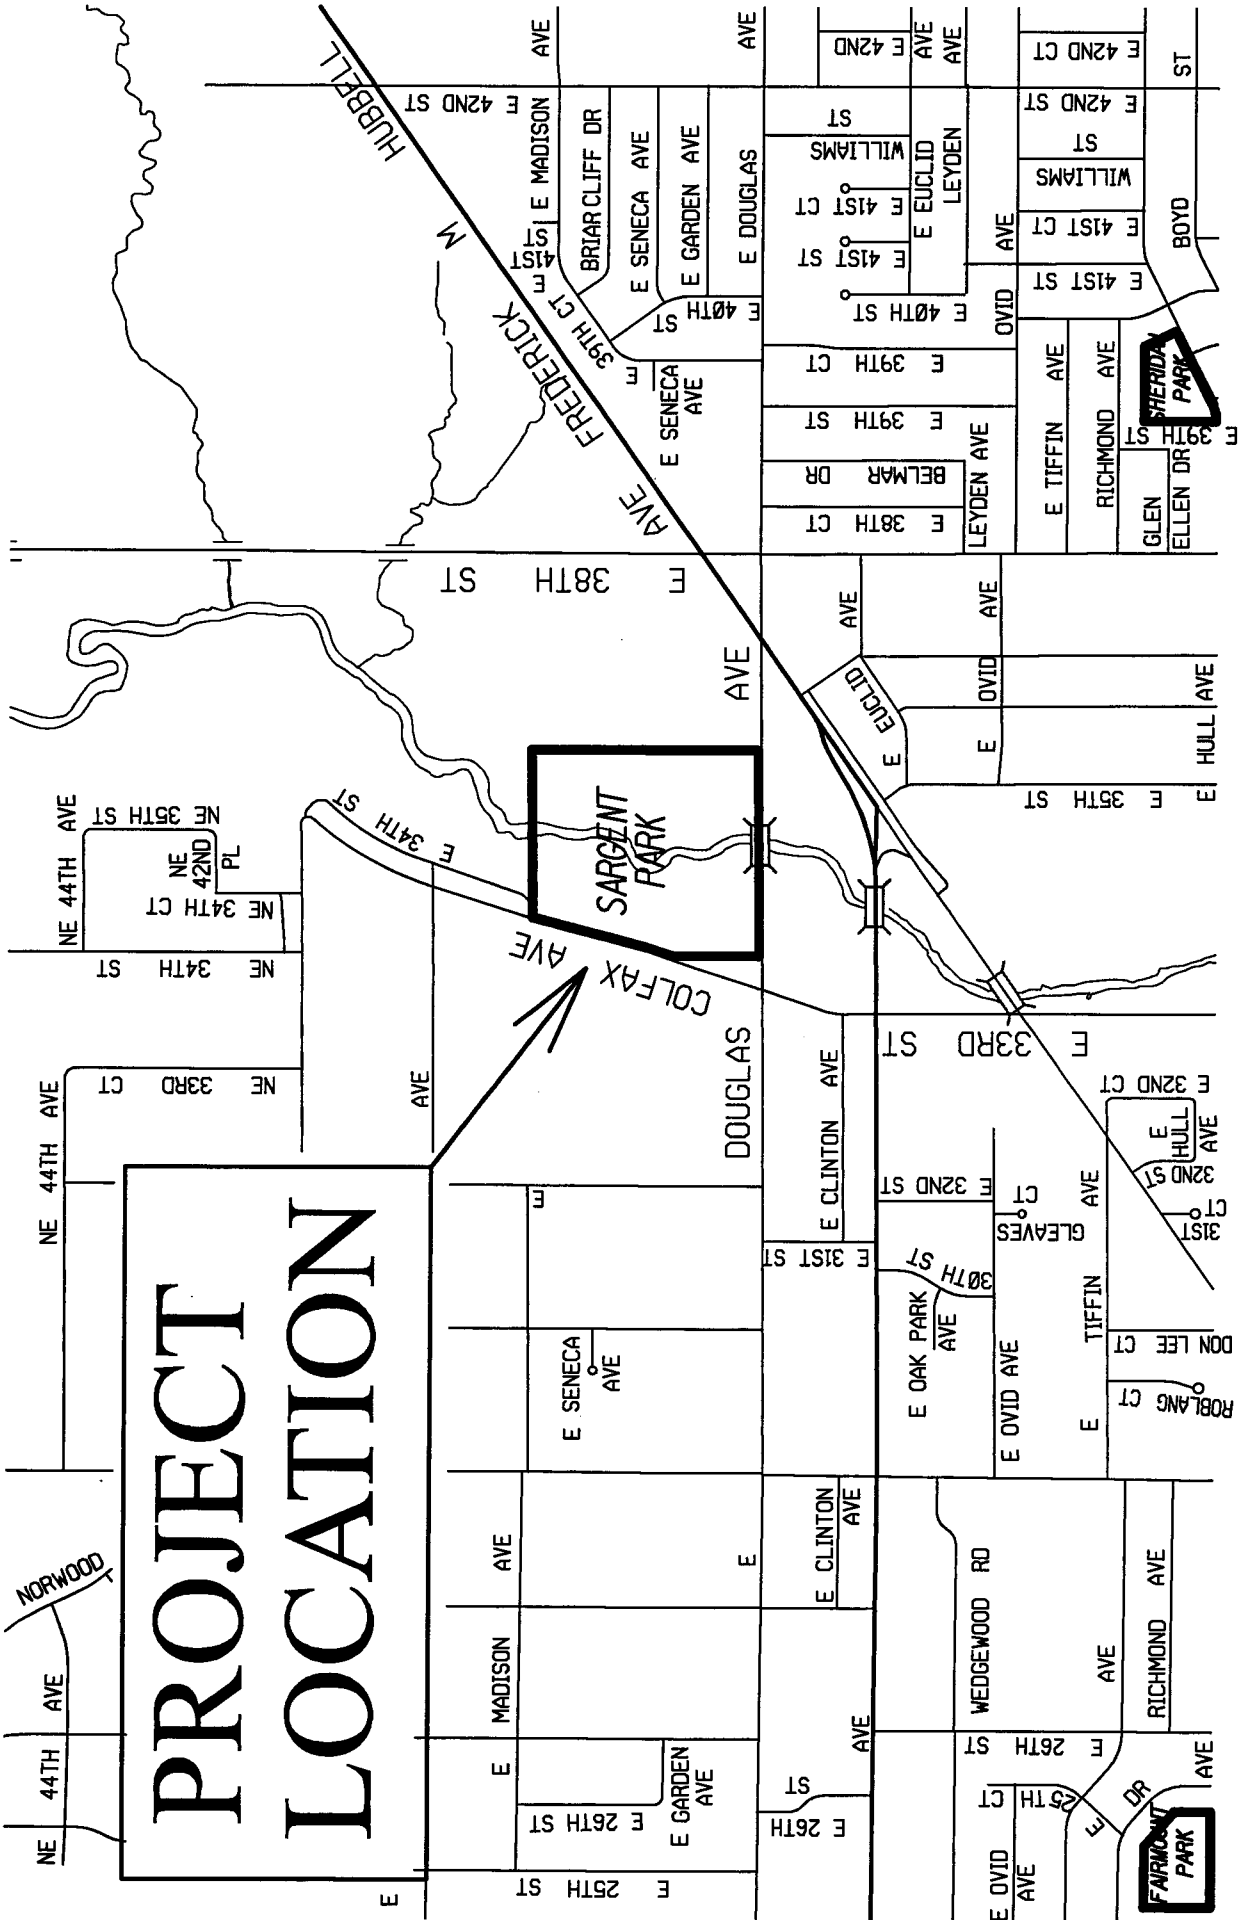 PROJECT
LOCATION
SARGENT
PARK
SHERIDAN
PARK
FAIRMOUNT
PARK
HUBBELL
M
FREDERICK
AVE
E 38TH ST
COLFAX
AVE
E 33RD ST
E
DOUGLAS
AVE
E DOUGLAS
AVE
NORWOOD
NE 44TH AVE
NE 44TH AVE
NE 44TH AVE
NE 33RD CT
NE 34TH ST
NE 34TH CT
NE
42ND
PL
NE 35TH ST
E 34TH ST
E
AVE
E MADISON AVE
E
E 25TH ST
E 26TH ST
E GARDEN
AVE
E SENECA
AVE
E 26TH
ST
AVE
E CLINTON
AVE
E CLINTON AVE
E 31ST ST
E 32ND ST
E OAK PARK
AVE
30TH ST
GLEAVES
CT
E OVID AVE
E TIFFIN AVE
DON LEE CT
ROBLANG CT
31ST
CT
32ND ST
E
HULL
AVE
E 32ND CT
WEDGEWOOD RD
RICHMOND AVE
AVE
E 26TH ST
E OVID
AVE
25TH CT
E
DR
AVE
E 35TH ST
E EUCLID
AVE
E OVID AVE
E HULL AVE
E 42ND ST
E MADISON
AVE
41ST
ST
E
BRIARCLIFF DR
E SENECA AVE
E GARDEN AVE
E 39TH CT
E 40TH
ST
E SENECA
AVE
E 42ND
ST
WILLIAMS
E 41ST CT
E 41ST ST
E 40TH ST
E EUCLID
AVE
LEYDEN
AVE
E 39TH CT
E 39TH ST
BELMAR DR
E 38TH CT
LEYDEN AVE
OVID AVE
E 42ND CT
E 42ND ST
ST
WILLIAMS
E 41ST CT
E 41ST ST
BOYD
ST
E TIFFIN AVE
RICHMOND AVE
E 39TH ST
GLEN
ELLEN DR